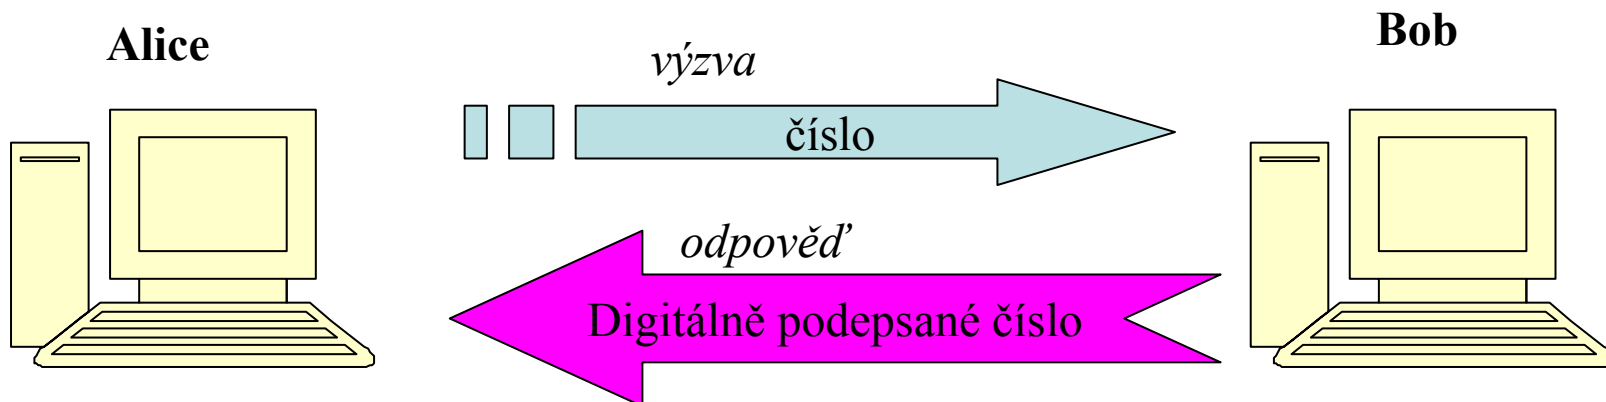 Alice
Bob
výzva
číslo
odpověď
Digitálně podepsané číslo